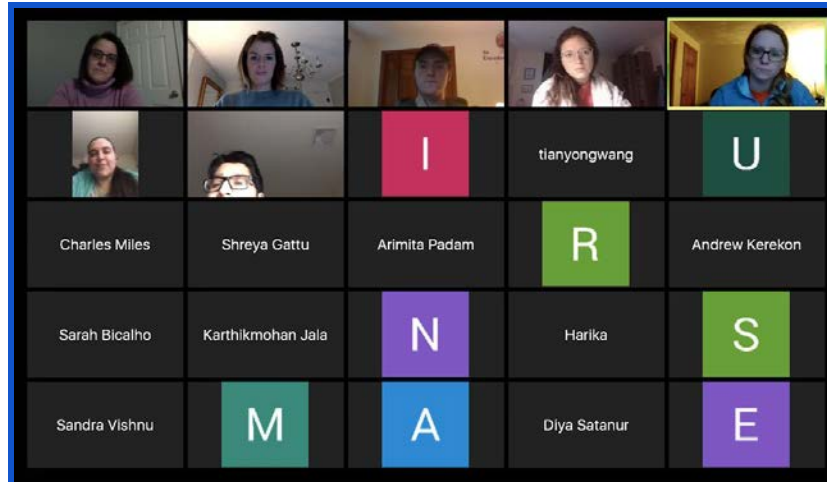 I
tianyongwang
U
Charles Miles
Shreya Gattu
Arimita Padam
R
Andrew Kerekon
Sarah Bicalho
Karthikmohan Jala
N
Harika
S
Sandra Vishnu
M
A
Diya Satanur
E